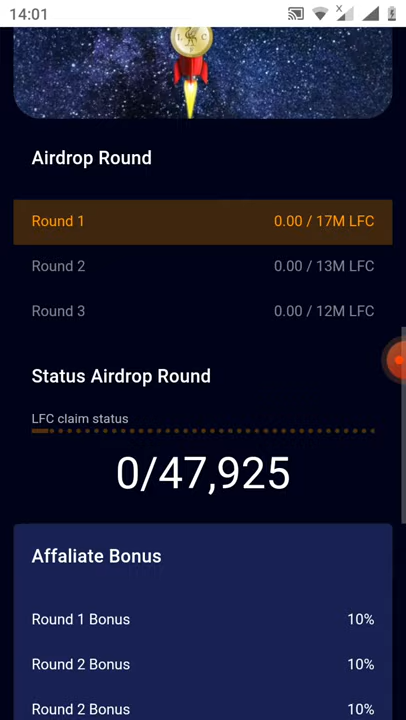 14:01
L C
Airdrop Round
Round 1 0.00 / 17M LFC
Round 2 0.00 / 13M LFC
Round 3 0.00 / 12M LFC
Status Airdrop Round
LFC claim status
0/47,925
Affaliate Bonus
Round 1 Bonus 10%
Round 2 Bonus 10%
Round 2 Bonus 10%